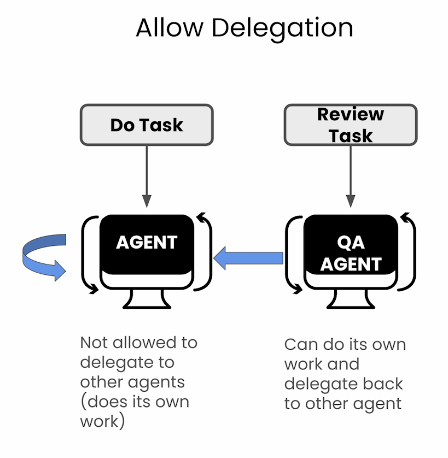 Allow Delegation
Do Task
Review
Task
AGENT
QA
AGENT
Not allowed to
delegate to
other agents
(does its own
work)
Can do its own
work and
delegate back
to other agent